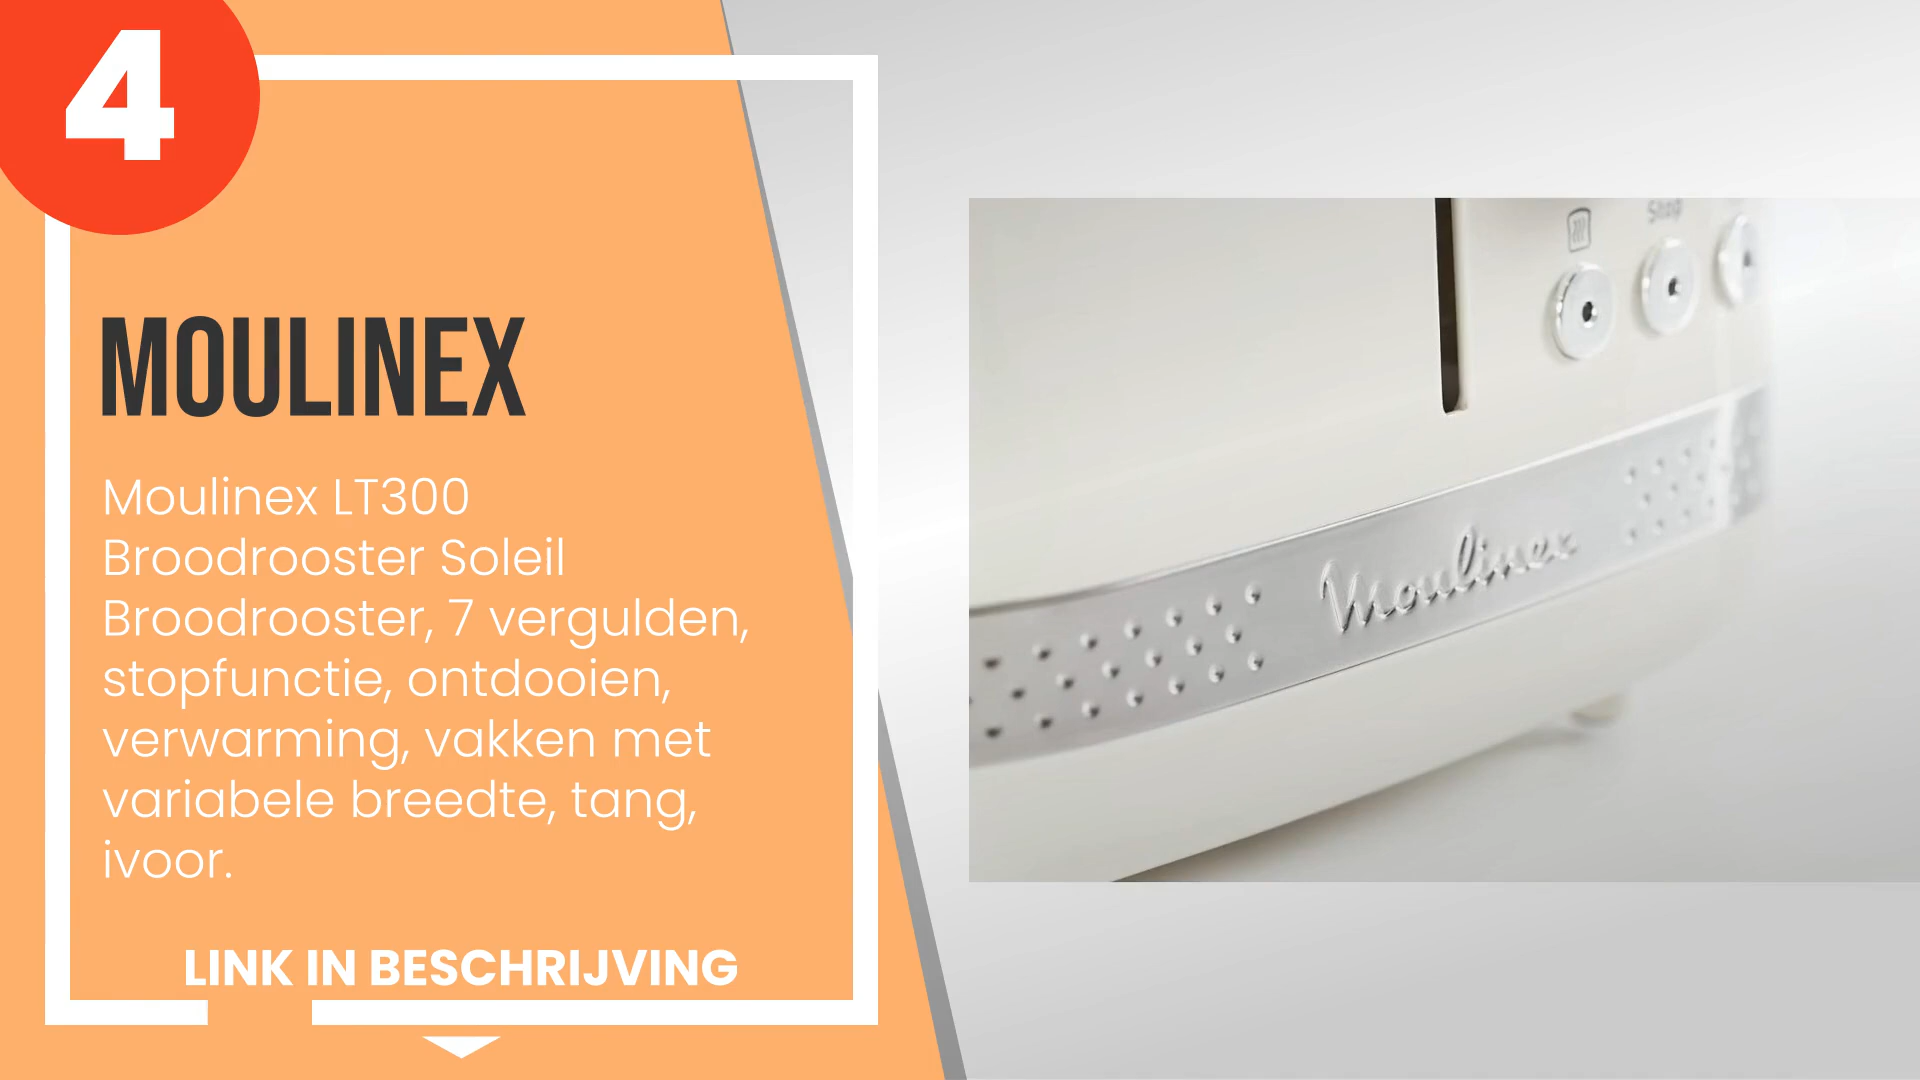 4
MOULINEX
Moulinex LT300
Broodrooster Soleil
Broodrooster, 7 vergulden,
stopfunctie, ontdooien,
verwarming, vakken met
variabele breedte, tang,
ivoor.
LINK IN BESCHRIJVING
Stop
Moulinex